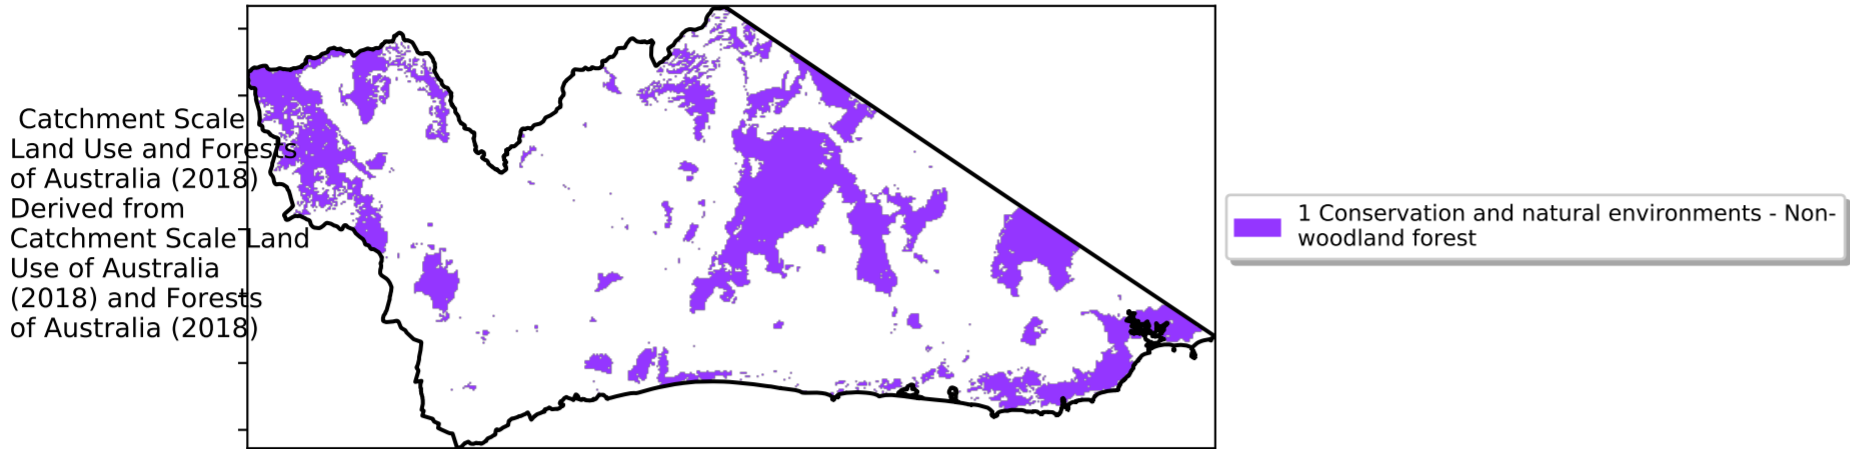 Catchment Scale
Land Use and Forests
of Australia (2018)
Derived from
Catchment Scale Land
Use of Australia
(2018) and Forests
of Australia (2018)
1 Conservation and natural environments - Non-
woodland forest